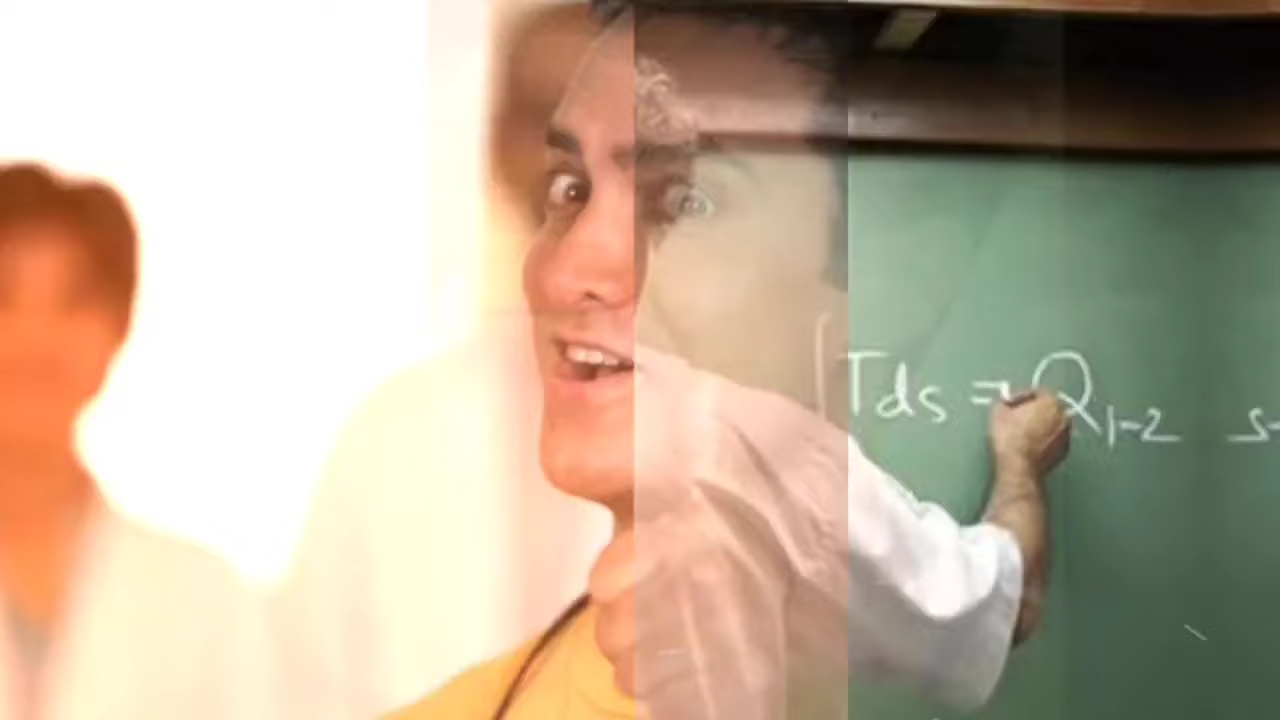 ∫Tds = Q₁₋₂ s-